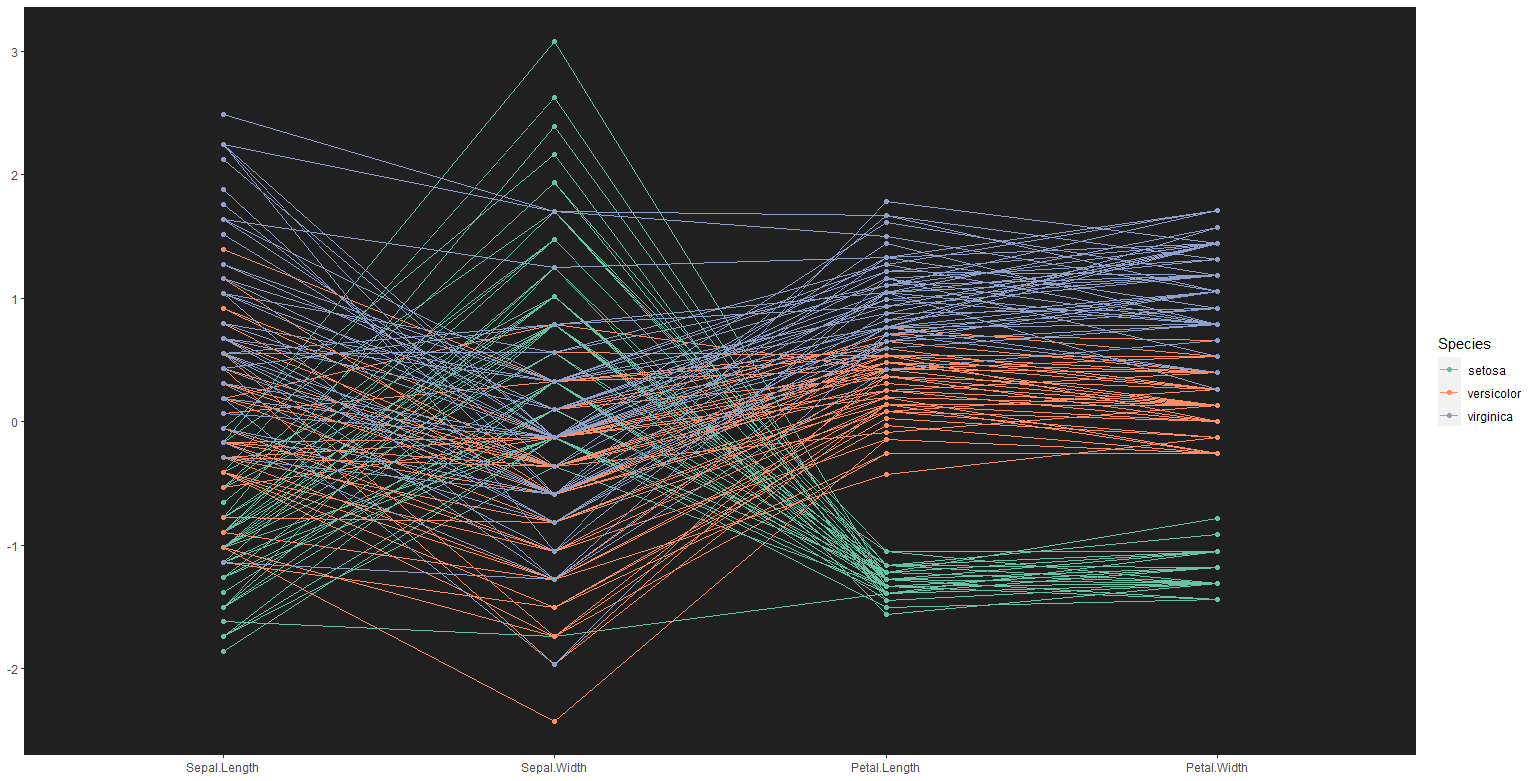 3
2
1
0
-1
-2
Sepal.Length
Sepal.Width
Petal.Length
Petal.Width
Species
setosa
versicolor
virginica